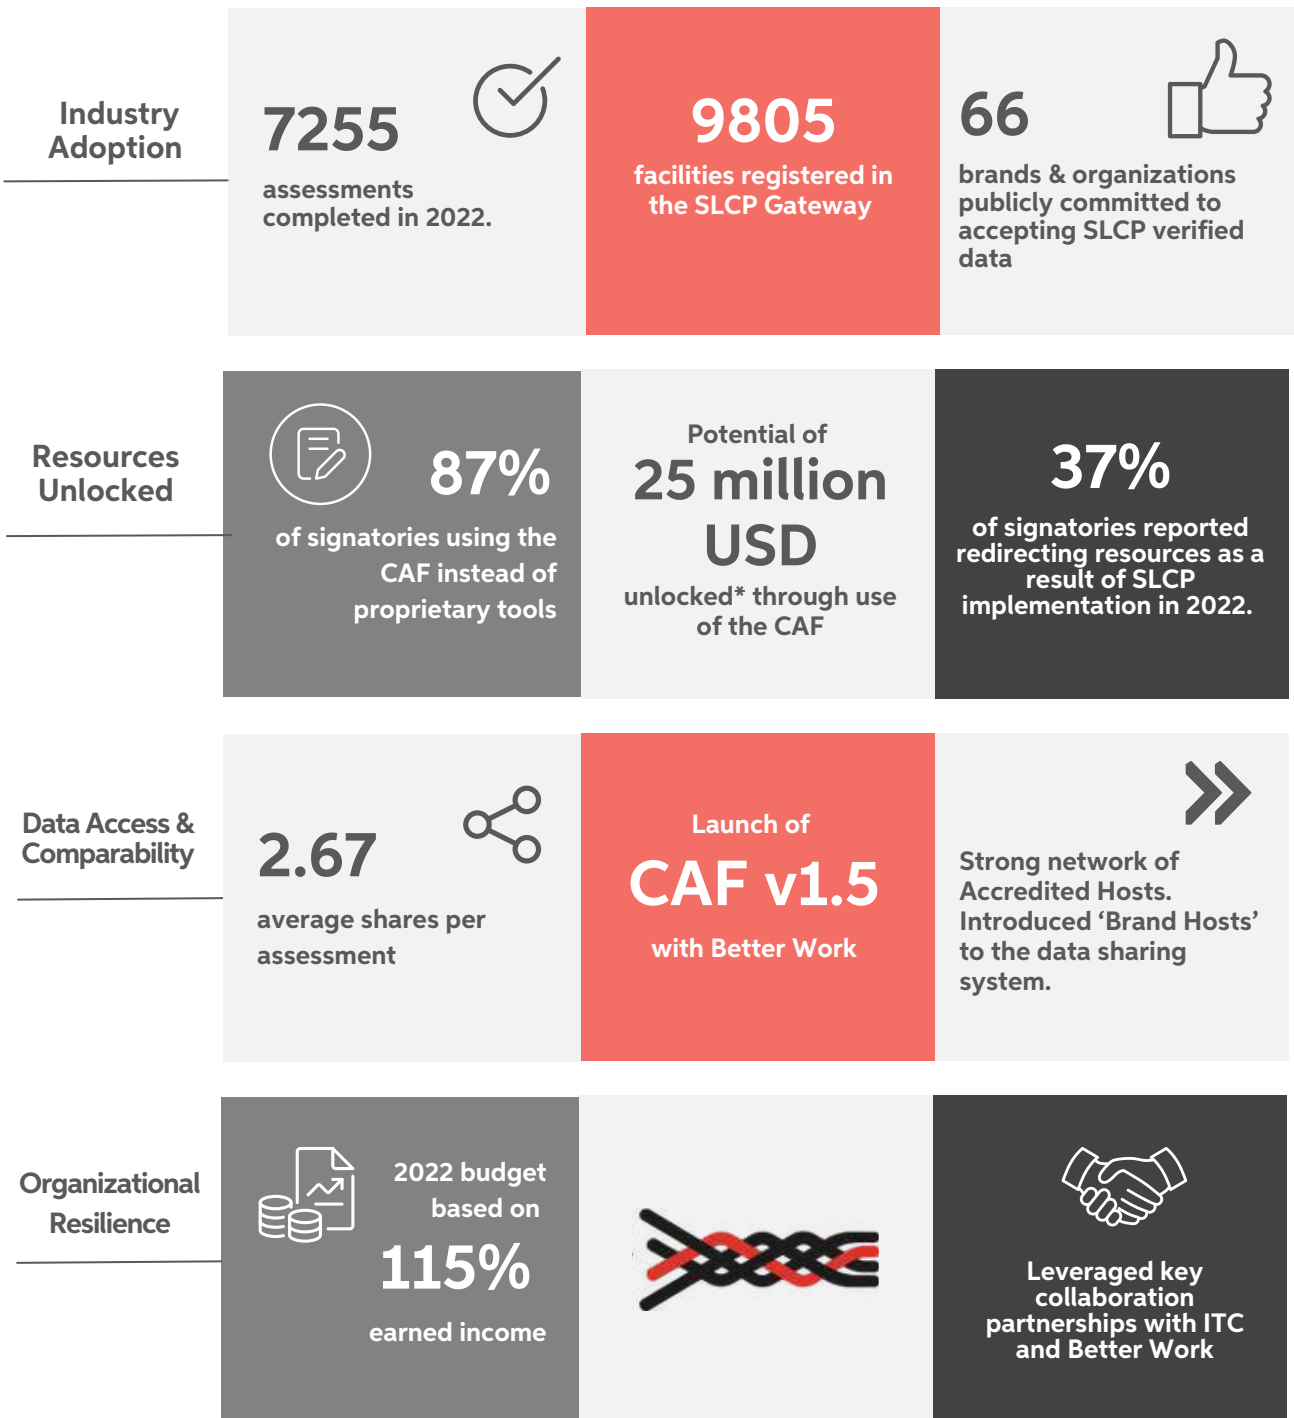 Industry
Adoption
7255
assessments
completed in 2022.
9805
facilities registered in
the SLCP Gateway
66
brands & organizations
publicly committed to
accepting SLCP verified
data
Resources
Unlocked
87%
of signatories using the
CAF instead of
proprietary tools
Potential of
25 million
USD
unlocked* through use
of the CAF
37%
of signatories reported
redirecting resources as a
result of SLCP
implementation in 2022.
Data Access &
Comparability
2.67
average shares per
assessment
Launch of
CAF v1.5
with Better Work
Strong network of
Accredited Hosts.
Introduced ‘Brand Hosts’
to the data sharing
system.
Organizational
Resilience
2022 budget
based on
115%
earned income
Leveraged key
collaboration
partnerships with ITC
and Better Work